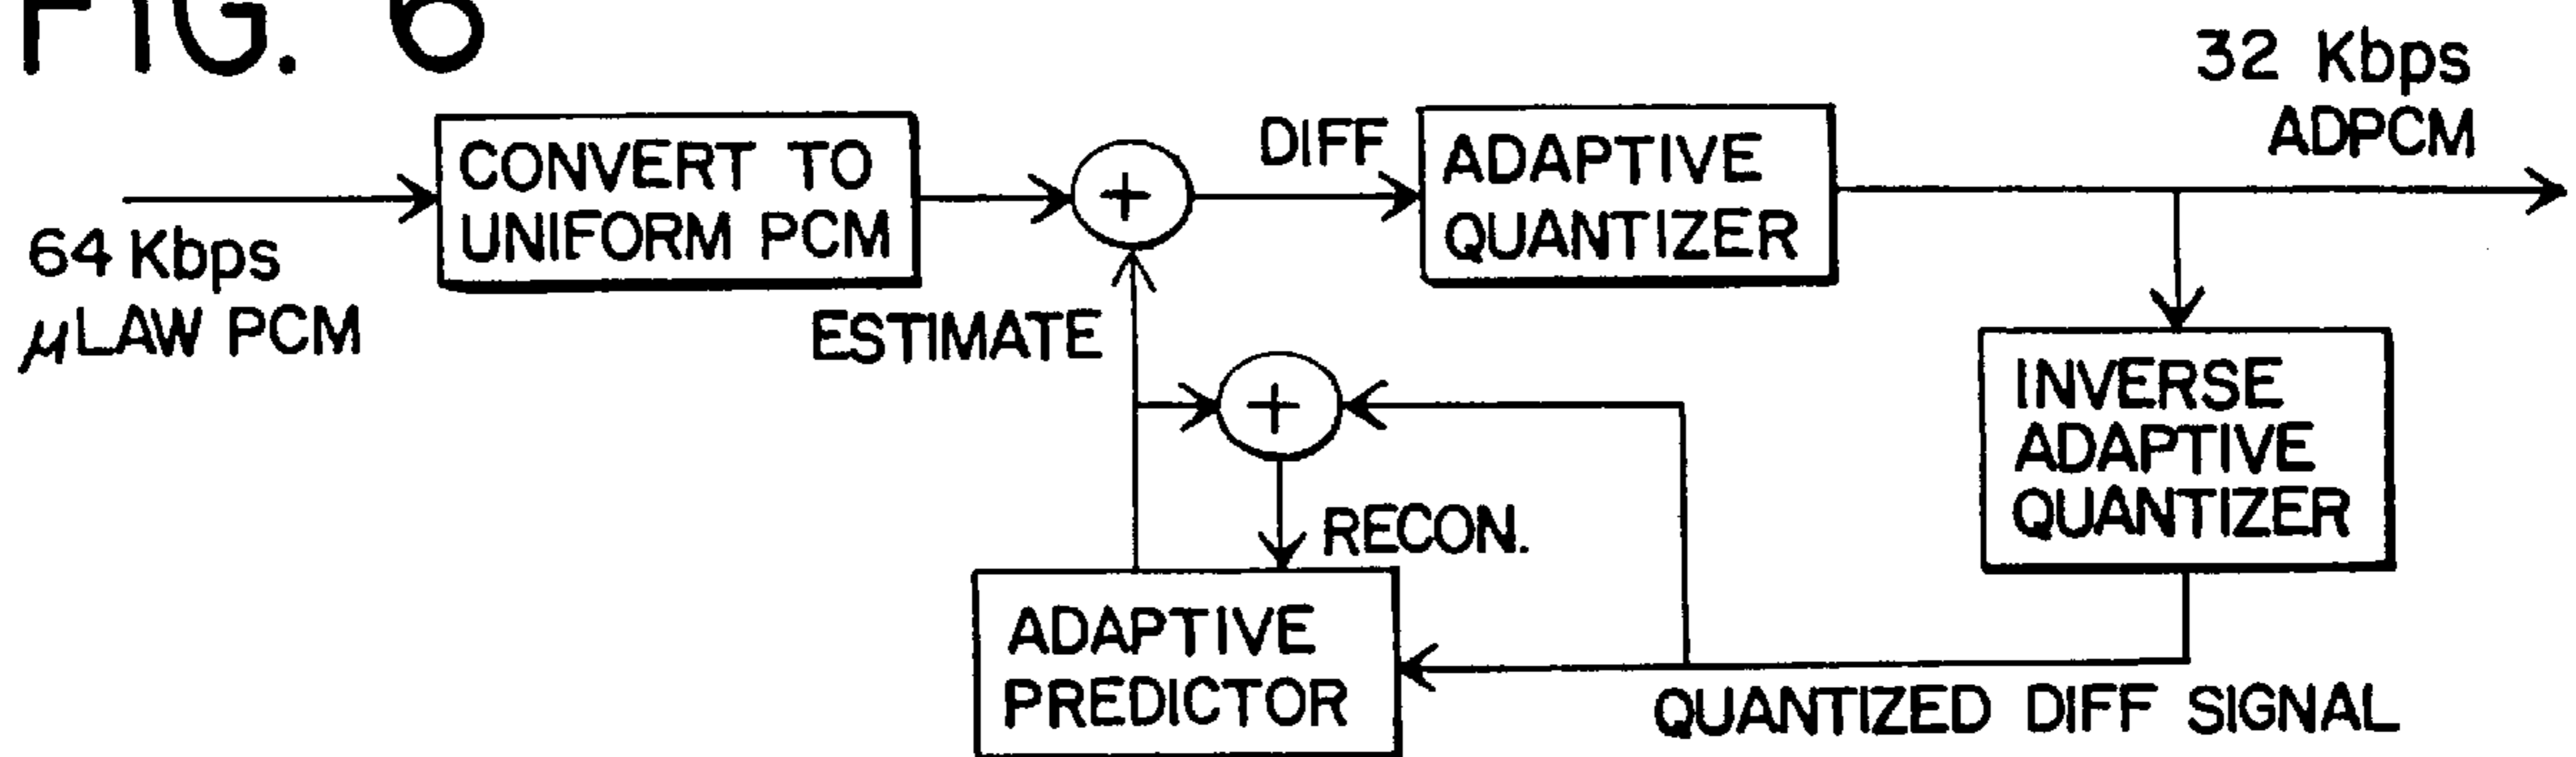 FIG. 6
32 Kbps
ADPCM
CONVERT TO
UNIFORM PCM
+
DIFF
ADAPTIVE
QUANTIZER
64 Kbps
μLAW PCM
ESTIMATE
+
INVERSE
ADAPTIVE
QUANTIZER
RECON.
ADAPTIVE
PREDICTOR
QUANTIZED DIFF SIGNAL